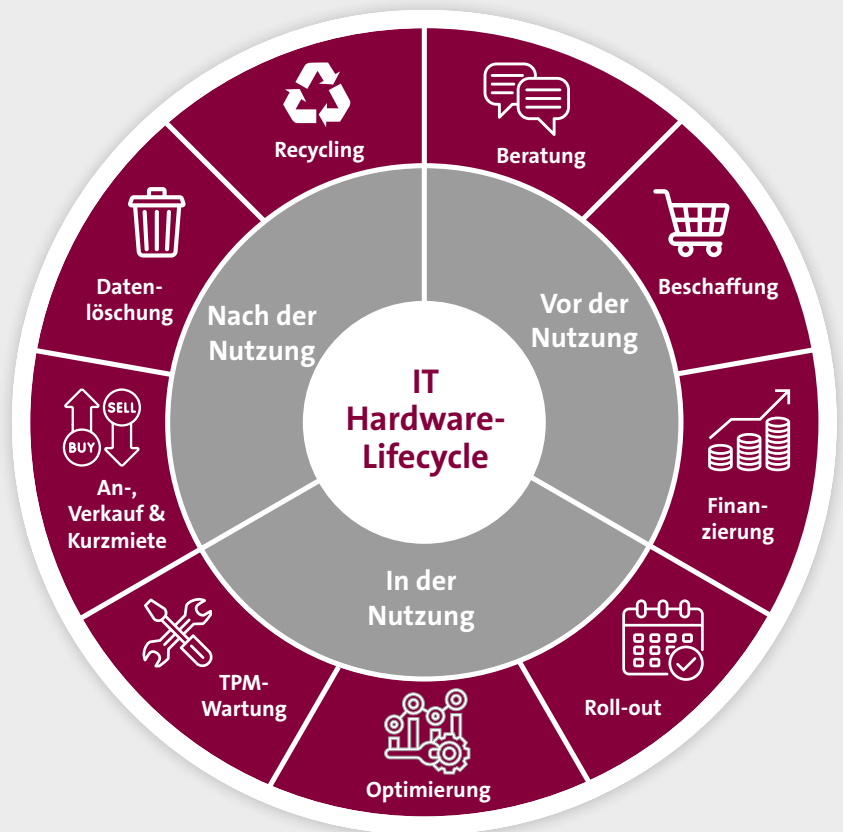 IT
Hardware-
Lifecycle
Vor der
Nutzung
In der
Nutzung
Nach der
Nutzung
Beratung
Beschaffung
Finan-
zierung
Roll-out
Optimierung
TPM-
Wartung
BUY
SELL
An-,
Verkauf &
Kurzmiete
Daten-
löschung
Recycling